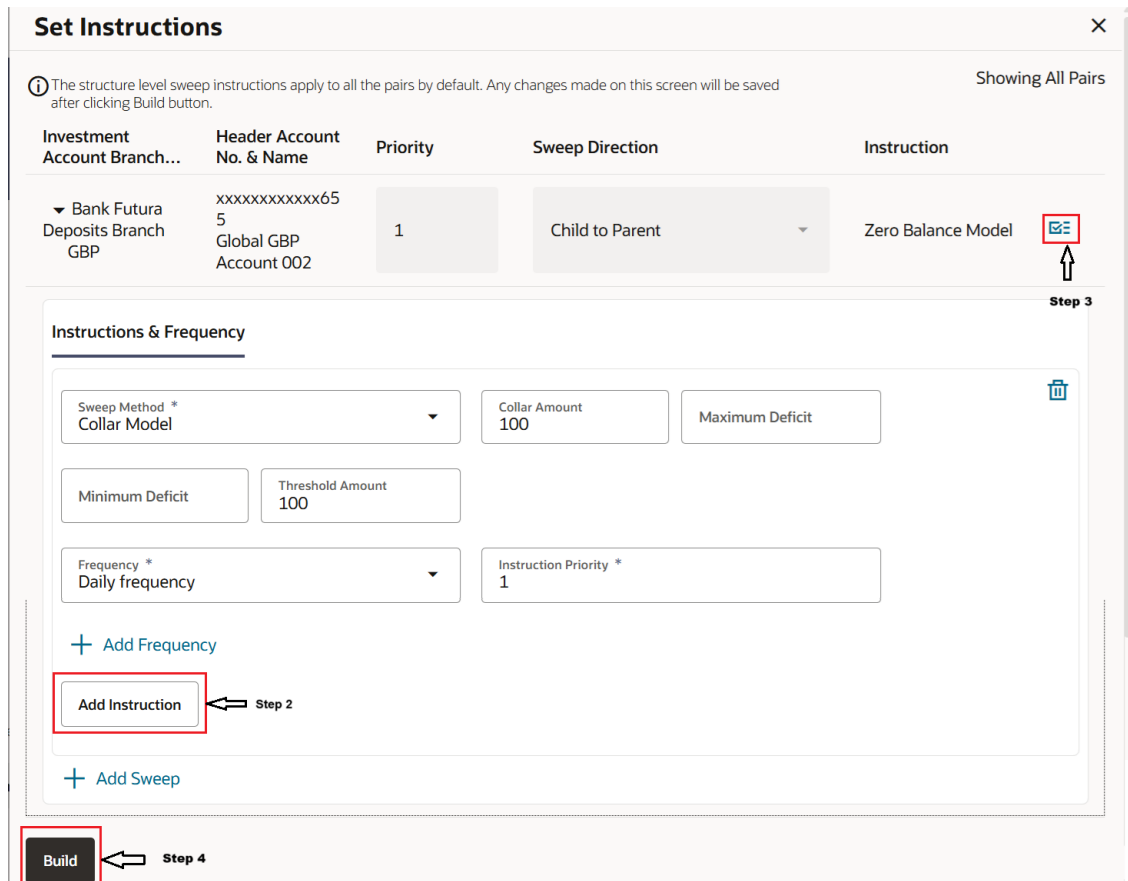 Set Instructions
The structure level sweep instructions apply to all the pairs by default. Any changes made on this screen will be saved
after clicking Build button.
Showing All Pairs
Investment
Account Branch...
Header Account
No. & Name
Priority
Sweep Direction
Instruction
Bank Futura
Deposits Branch
GBP
xxxxxxxxxxxx65
5
Global GBP
Account 002
1
Child to Parent
Zero Balance Model
Step 3
Instructions & Frequency
Sweep Method *
Collar Model
Collar Amount
100
Maximum Deficit
Minimum Deficit
Threshold Amount
100
Frequency *
Daily frequency
Instruction Priority *
1
Add Frequency
Add Instruction
Step 2
Add Sweep
Build
Step 4